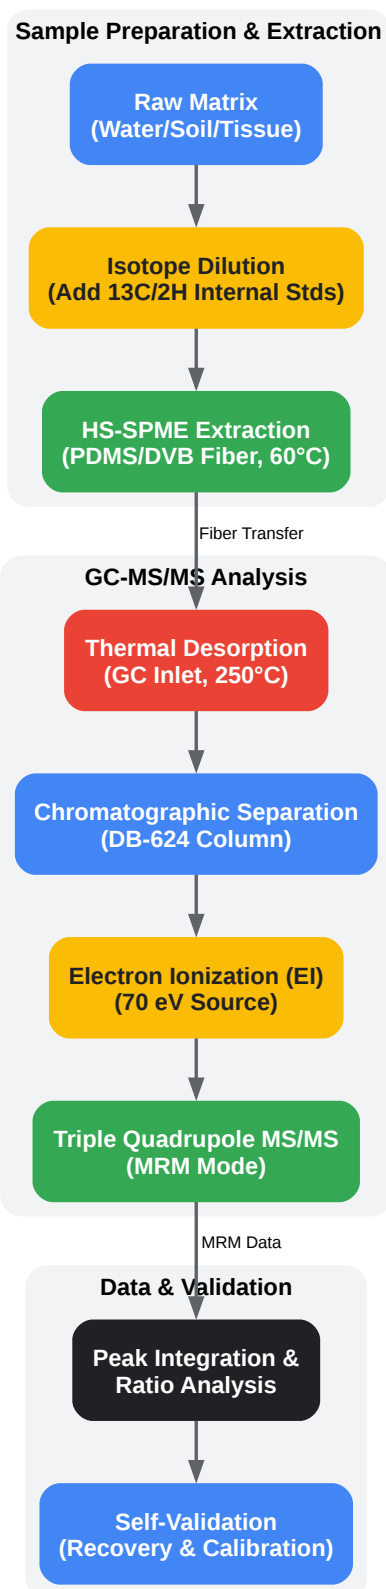 Sample Preparation & Extraction
Raw Matrix
(Water/Soil/Tissue)
Isotope Dilution
(Add 13C/2H Internal Stds)
HS-SPME Extraction
(PDMS/DVB Fiber, 60°C)
Fiber Transfer
GC-MS/MS Analysis
Thermal Desorption
(GC Inlet, 250°C)
Chromatographic Separation
(DB-624 Column)
Electron Ionization (EI)
(70 eV Source)
Triple Quadrupole MS/MS
(MRM Mode)
MRM Data
Data & Validation
Peak Integration &
Ratio Analysis
Self-Validation
(Recovery & Calibration)